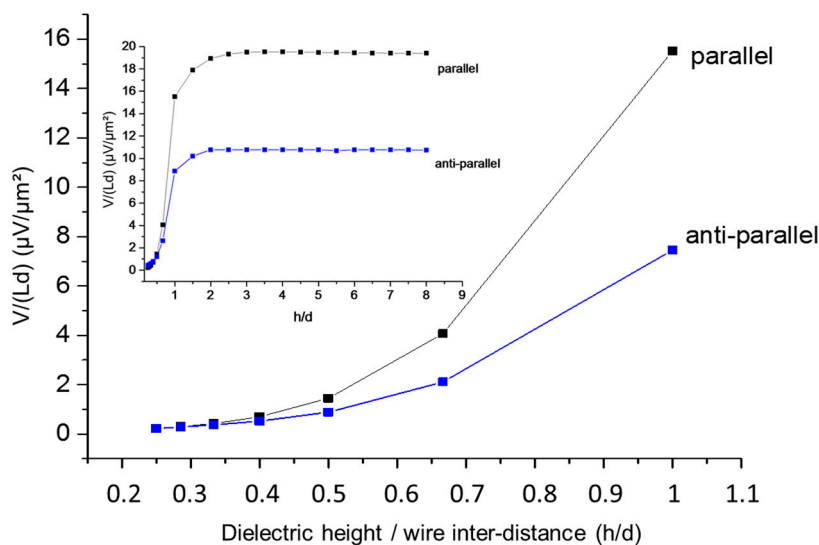 V/(Ld) (µV/µm²)
16
14
12
10
8
6
4
2
0
0.2 0.3 0.4 0.5 0.6 0.7 0.8 0.9 1 1.1
Dielectric height / wire inter-distance (h/d)
parallel
anti-parallel
V/(Ld) (µV/µm²)
20
18
16
14
12
10
8
6
4
2
0
1 2 3 4 5 6 7 8 9
h/d
parallel
anti-parallel